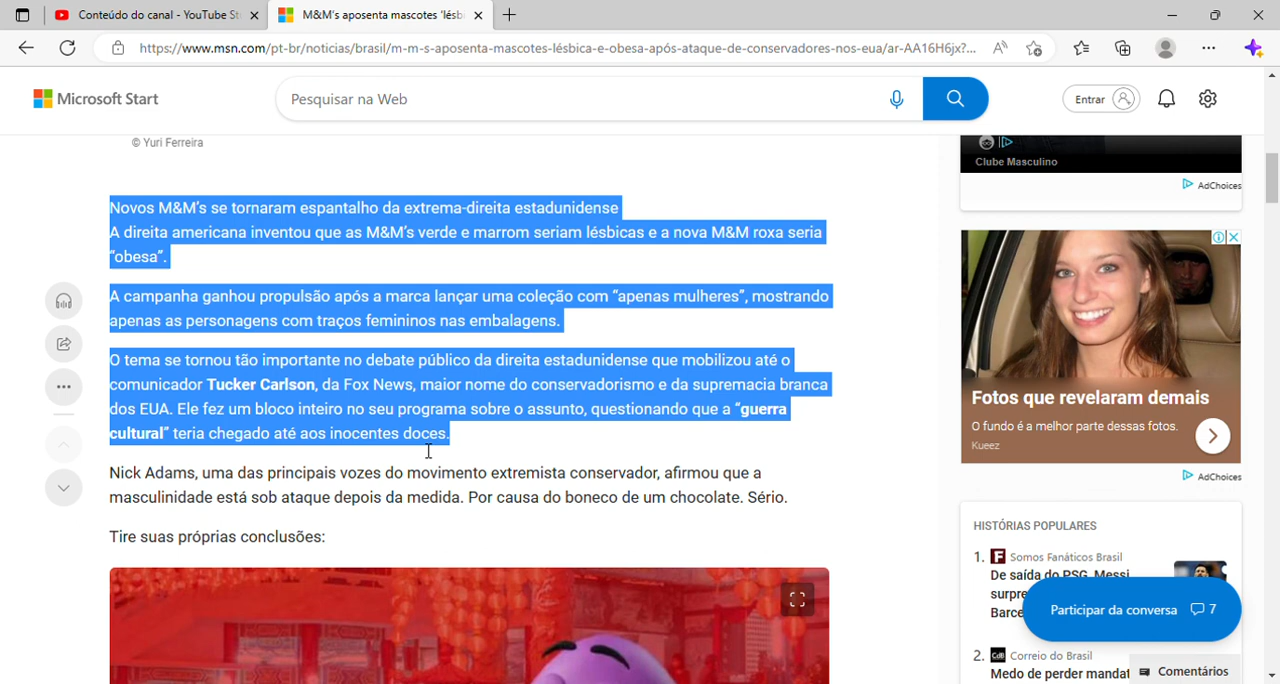 Conteúdo do canal - YouTube St
M&M's aposenta mascotes 'lésbi
https://www.msn.com/pt-br/noticias/brasil/m-m-s-aposenta-mascotes-lésbica-e-obesa-após-ataque-de-conservadores-nos-eua/ar-AA16H6jx?...
Microsoft Start
Pesquisar na Web
Entrar
© Yuri Ferreira
Novos M&M's se tornaram espantalho da extrema-direita estadunidense
A direita americana inventou que as M&M's verde e marrom seriam lésbicas e a nova M&M roxa seria
"obesa".
A campanha ganhou propulsão após a marca lançar uma coleção com "apenas mulheres", mostrando
apenas as personagens com traços femininos nas embalagens.
O tema se tornou tão importante no debate público da direita estadunidense que mobilizou até o
comunicador Tucker Carlson, da Fox News, maior nome do conservadorismo e da supremacia branca
dos EUA. Ele fez um bloco inteiro no seu programa sobre o assunto, questionando que a "guerra
cultural" teria chegado até aos inocentes doces.
Nick Adams, uma das principais vozes do movimento extremista conservador, afirmou que a
masculinidade está sob ataque depois da medida. Por causa do boneco de um chocolate. Sério.
Tire suas próprias conclusões:
Clube Masculino
AdChoices
Fotos que revelaram demais
O fundo é a melhor parte dessas fotos.
Kueez
AdChoices
HISTÓRIAS POPULARES
1. F Somos Fanáticos Brasil
De saída do PSG, Messi
surpre
Barce
Participar da conversa 7
2. CdB Correio do Brasil
Medo de perder mandat
Comentários